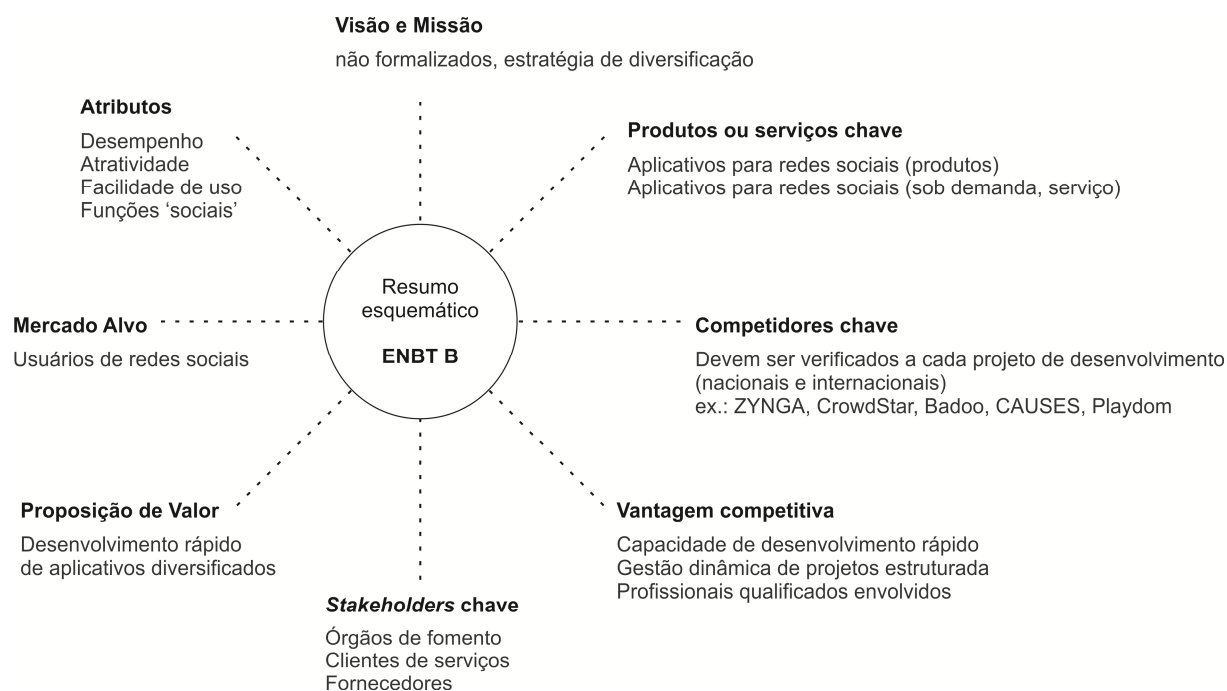 Visão e Missão
não formalizados, estratégia de diversificação
Atributos
Desempenho
Atratividade
Facilidade de uso
Funções ‘sociais’
Produtos ou serviços chave
Aplicativos para redes sociais (produtos)
Aplicativos para redes sociais (sob demanda, serviço)
Resumo
esquemático
ENBT B
Mercado Alvo
Usuários de redes sociais
Competidores chave
Devem ser verificados a cada projeto de desenvolvimento
(nacionais e internacionais)
ex.: ZYNGA, CrowdStar, Badoo, CAUSES, Playdom
Proposição de Valor
Desenvolvimento rápido
de aplicativos diversificados
Vantagem competitiva
Capacidade de desenvolvimento rápido
Gestão dinâmica de projetos estruturada
Profissionais qualificados envolvidos
Stakeholders chave
Órgãos de fomento
Clientes de serviços
Fornecedores